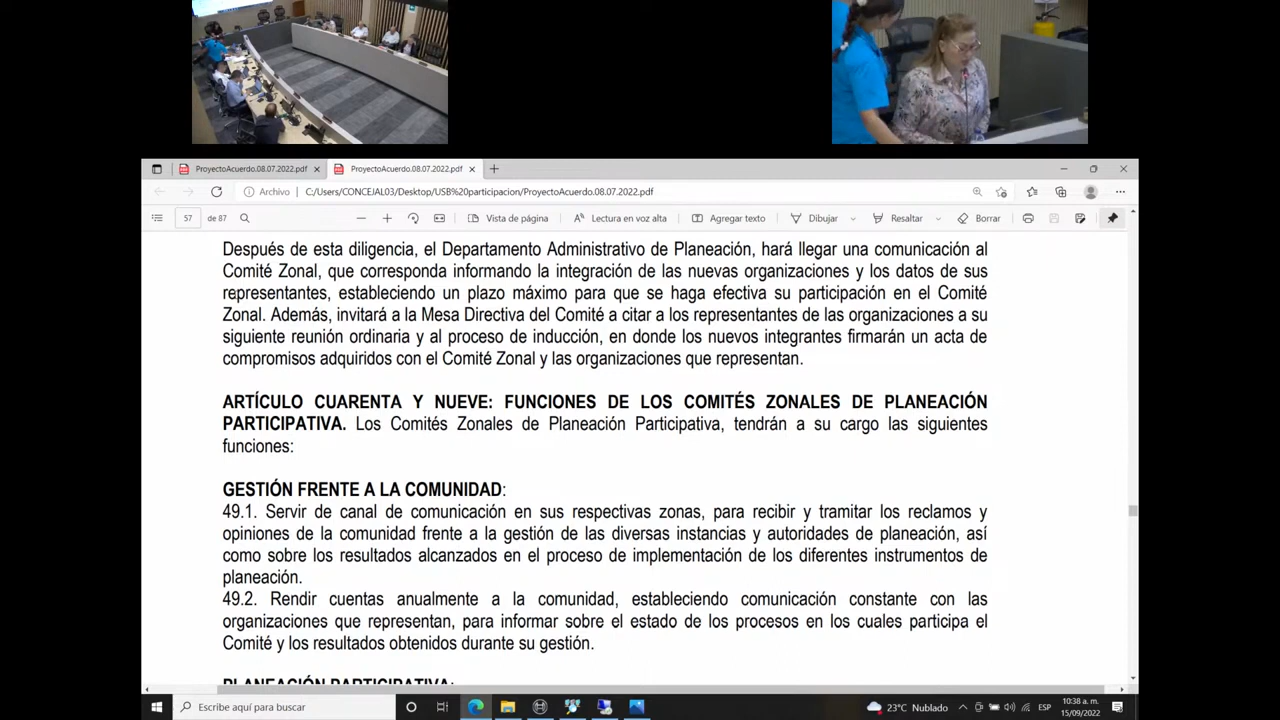 ProyectoAcuerdo.08.07.2022.pdf
ProyectoAcuerdo.08.07.2022.pdf
Archivo C:/Users/CONCEJAL03/Desktop/USB%20participacion/ProyectoAcuerdo.08.07.2022.pdf
57 de 87 Vista de página Lectura en voz alta Agregar texto Dibujar Resaltar Borrar
Después de esta diligencia, el Departamento Administrativo de Planeación, hará llegar una comunicación al
Comité Zonal, que corresponda informando la integración de las nuevas organizaciones y los datos de sus
representantes, estableciendo un plazo máximo para que se haga efectiva su participación en el Comité
Zonal. Además, invitará a la Mesa Directiva del Comité a citar a los representantes de las organizaciones a su
siguiente reunión ordinaria y al proceso de inducción, en donde los nuevos integrantes firmarán un acta de
compromisos adquiridos con el Comité Zonal y las organizaciones que representan.
ARTÍCULO CUARENTA Y NUEVE: FUNCIONES DE LOS COMITÉS ZONALES DE PLANEACIÓN
PARTICIPATIVA. Los Comités Zonales de Planeación Participativa, tendrán a su cargo las siguientes
funciones:
GESTIÓN FRENTE A LA COMUNIDAD:
49.1. Servir de canal de comunicación en sus respectivas zonas, para recibir y tramitar los reclamos y
opiniones de la comunidad frente a la gestión de las diversas instancias y autoridades de planeación, así
como sobre los resultados alcanzados en el proceso de implementación de los diferentes instrumentos de
planeación.
49.2. Rendir cuentas anualmente a la comunidad, estableciendo comunicación constante con las
organizaciones que representan, para informar sobre el estado de los procesos en los cuales participa el
Comité y los resultados obtenidos durante su gestión.
PLANEACIÓN PARTICIPATIVA:
Escribe aquí para buscar
23°C Nublado
ESP
10:38 a. m.
15/09/2022